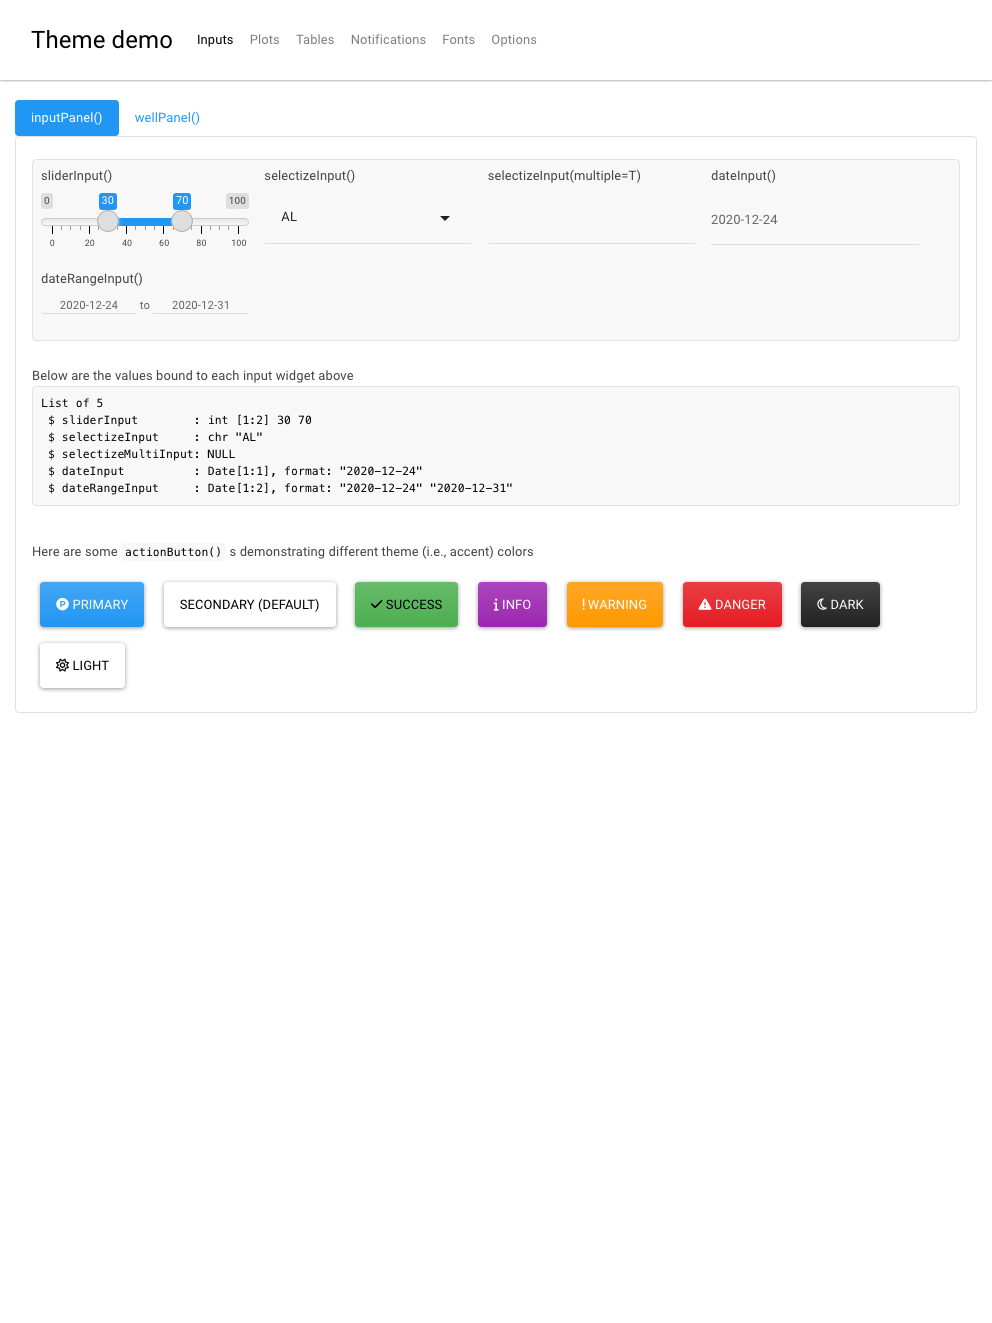 Theme demo Inputs Plots Tables Notifications Fonts Options
inputPanel() wellPanel()
sliderInput() selectizeInput() selectizeInput(multiple=T) dateInput()
0 30 70 100
AL
2020-12-24
0 20 40 60 80 100
dateRangeInput()
2020-12-24 to 2020-12-31
Below are the values bound to each input widget above
List of 5
$ sliderInput : int [1:2] 30 70
$ selectizeInput : chr "AL"
$ selectizeMultiInput: NULL
$ dateInput : Date[1:1], format: "2020-12-24"
$ dateRangeInput : Date[1:2], format: "2020-12-24" "2020-12-31"
Here are some actionButton() s demonstrating different theme (i.e., accent) colors
PRIMARY SECONDARY (DEFAULT) SUCCESS INFO WARNING DANGER DARK
LIGHT